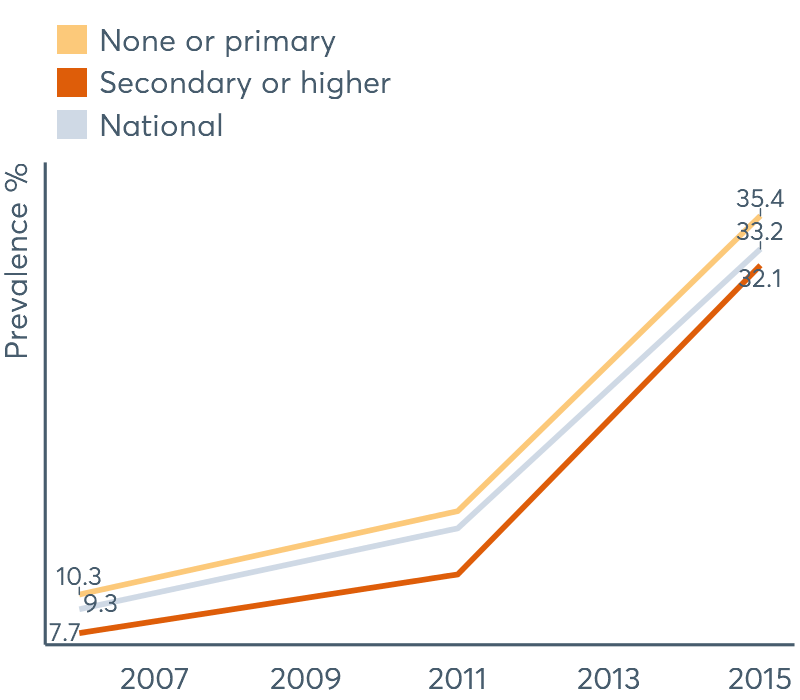 None or primary
Secondary or higher
National
Prevalence %
35.4
33.2
32.1
10.3
9.3
7.7
2007 2009 2011 2013 2015